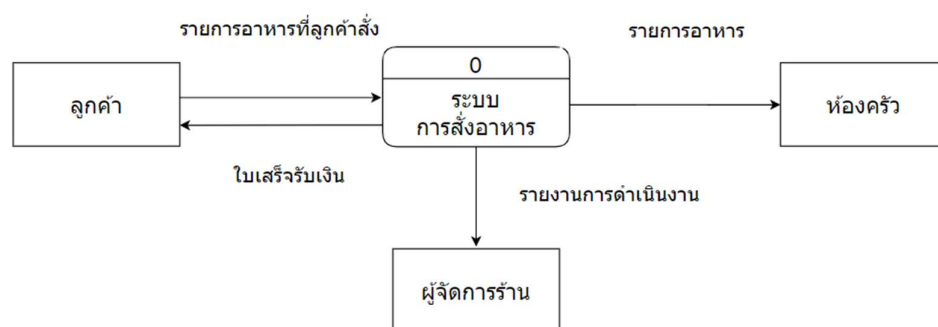 รายการอาหารที่ลูกค้าสั่ง
รายการอาหาร
0
ลูกค้า
ระบบ
การสั่งอาหาร
ห้องครัว
ใบเสร็จรับเงิน
รายงานการดำเนินงาน
ผู้จัดการร้าน